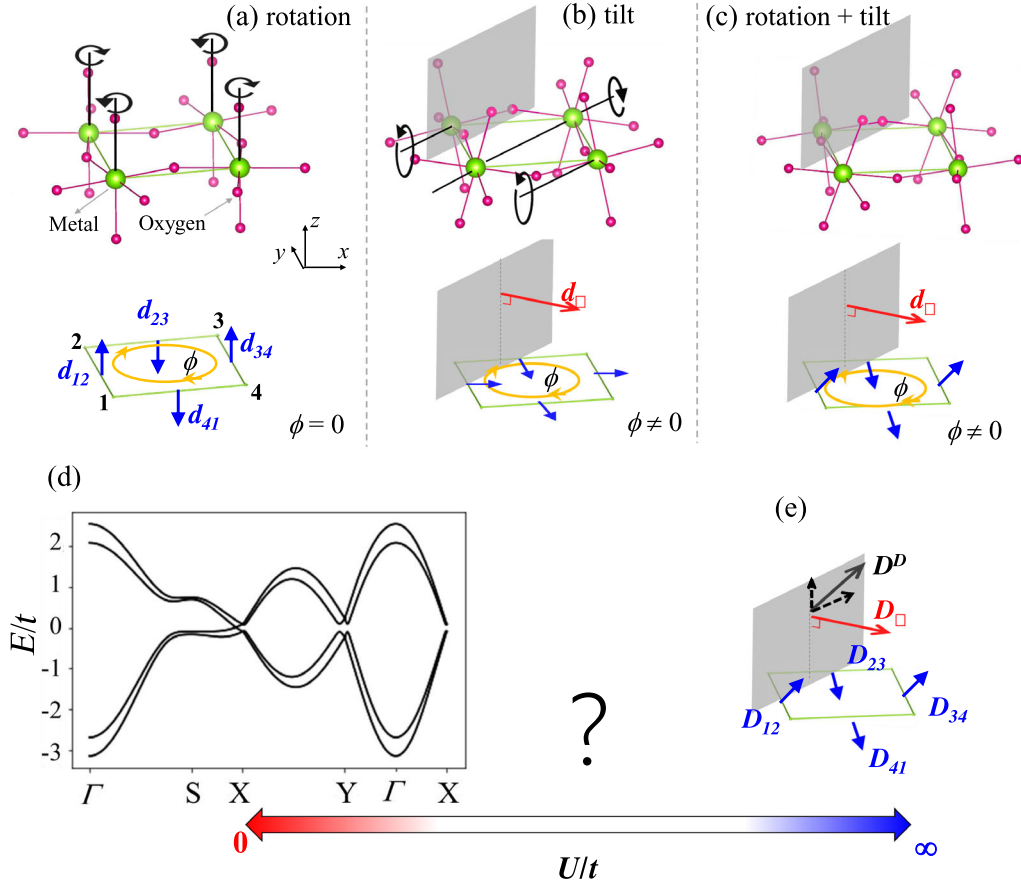 (a) rotation
(b) tilt
(c) rotation + tilt
Metal
Oxygen
z
y
x
d23
3
2
d34
d12
ϕ
1
4
d41
ϕ = 0
d□
ϕ
ϕ ≠ 0
d□
ϕ
ϕ ≠ 0
(d)
E/t
2
1
0
-1
-2
-3
Γ S X Y Γ X
?
(e)
D^D
D□
D23
D12
D34
D41
0
∞
U/t